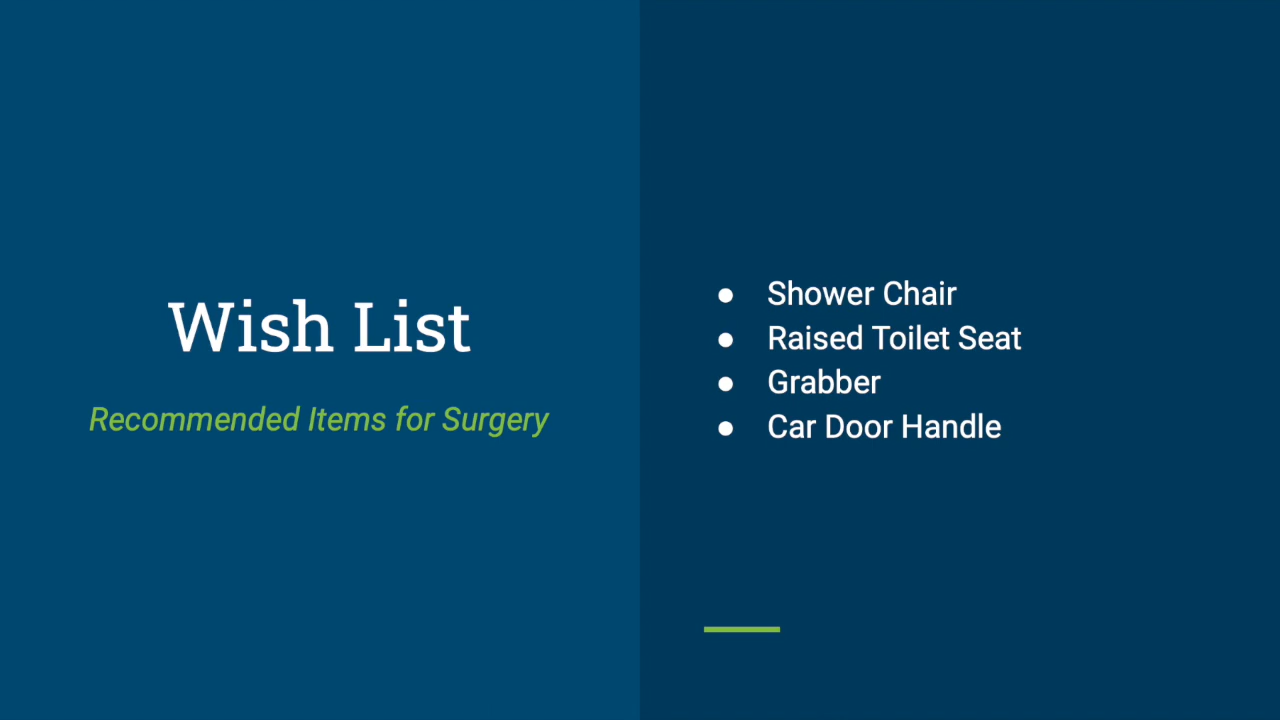 Wish List
Recommended Items for Surgery
● Shower Chair
● Raised Toilet Seat
● Grabber
● Car Door Handle